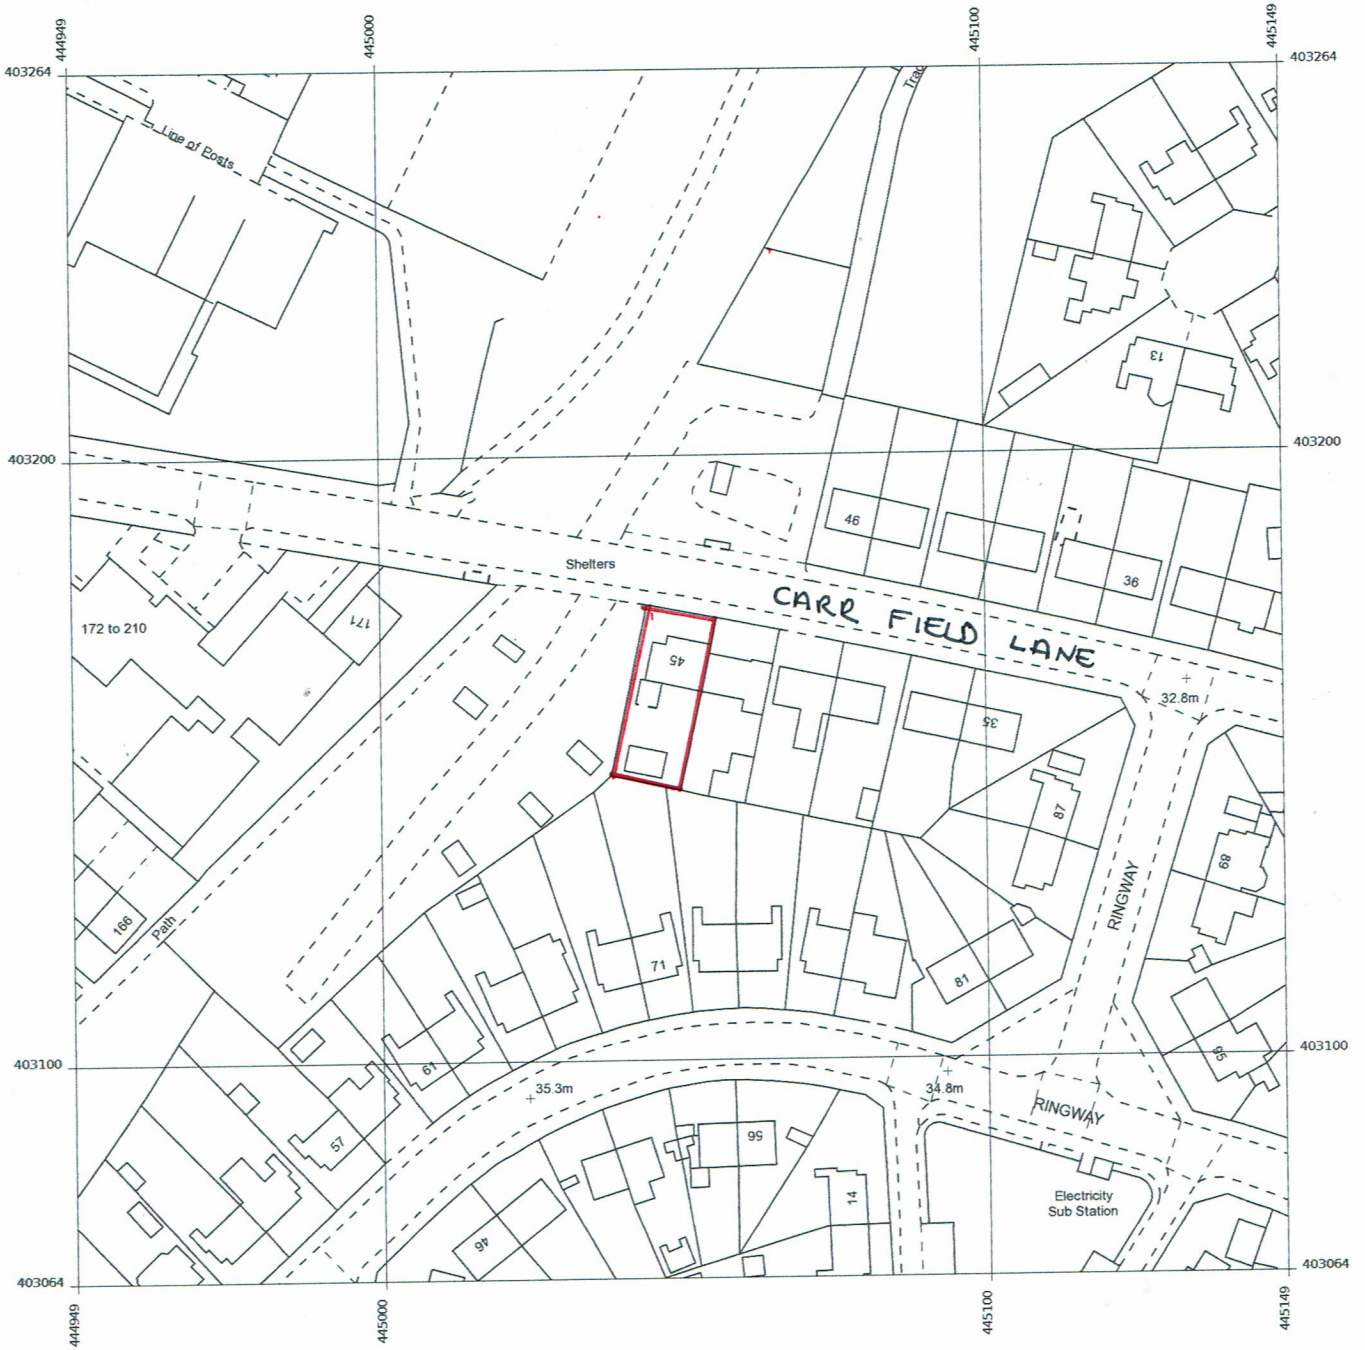 444949
445000
445100
445149
403264
403264
Line of Posts
Trac
13
403200
403200
46
36
Shelters
CARR FIELD LANE
171
172 to 210
45
32.8m
35
87
RINGWAY
89
166
Path
71
81
95
61
403100
403100
35.3m
34.8m
RINGWAY
57
56
14
Electricity
Sub Station
46
403064
403064
444949
445000
445100
445149